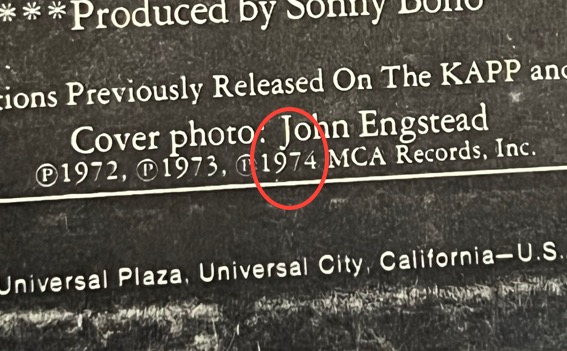 ***Produced by Sonny Bono
ions Previously Released On The KAPP and
Cover photo: John Engstead
℗1972, ℗1973, ℗1974 MCA Records, Inc.
Universal Plaza, Universal City, California—U.S.